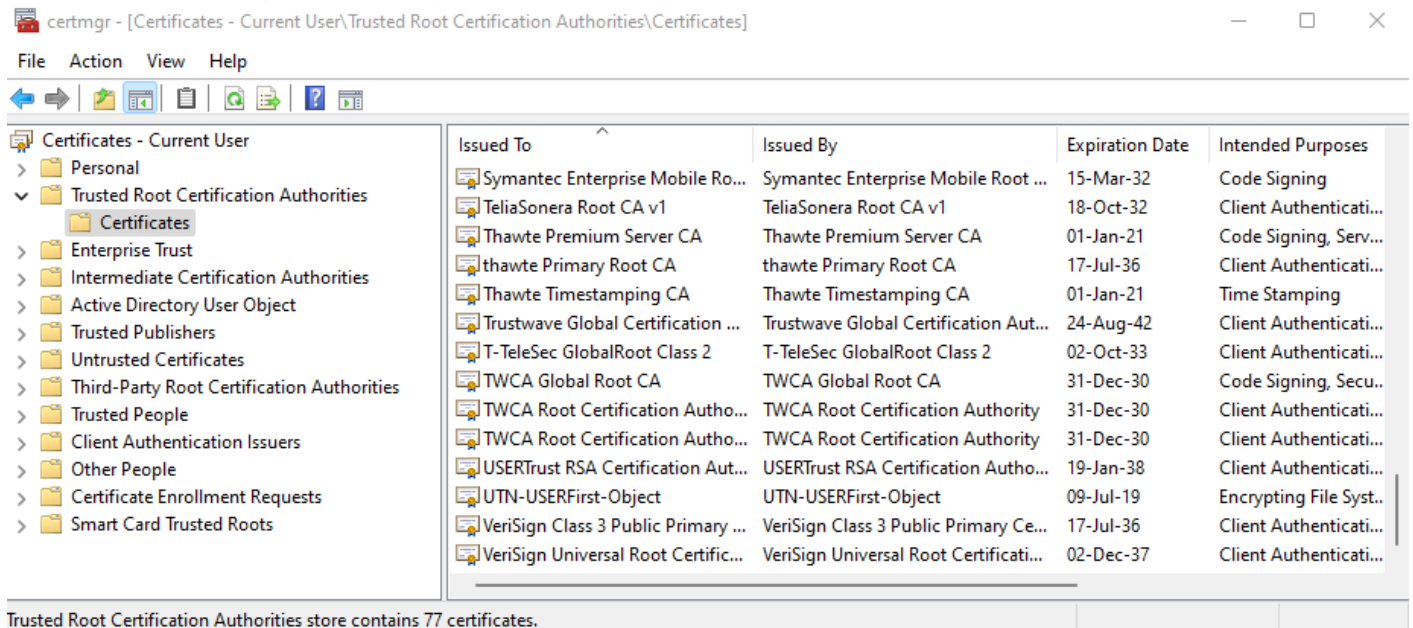 certmgr - [Certificates - Current User\Trusted Root Certification Authorities\Certificates]
File Action View Help
Certificates - Current User
Personal
Trusted Root Certification Authorities
Certificates
Enterprise Trust
Intermediate Certification Authorities
Active Directory User Object
Trusted Publishers
Untrusted Certificates
Third-Party Root Certification Authorities
Trusted People
Client Authentication Issuers
Other People
Certificate Enrollment Requests
Smart Card Trusted Roots
Issued To Issued By Expiration Date Intended Purposes
Symantec Enterprise Mobile Ro... Symantec Enterprise Mobile Root ... 15-Mar-32 Code Signing
TeliaSonera Root CA v1 TeliaSonera Root CA v1 18-Oct-32 Client Authenticati...
Thawte Premium Server CA Thawte Premium Server CA 01-Jan-21 Code Signing, Serv...
thawte Primary Root CA thawte Primary Root CA 17-Jul-36 Client Authenticati...
Thawte Timestamping CA Thawte Timestamping CA 01-Jan-21 Time Stamping
Trustwave Global Certification ... Trustwave Global Certification Aut... 24-Aug-42 Client Authenticati...
T-TeleSec GlobalRoot Class 2 T-TeleSec GlobalRoot Class 2 02-Oct-33 Client Authenticati...
TWCA Global Root CA TWCA Global Root CA 31-Dec-30 Code Signing, Secu..
TWCA Root Certification Autho... TWCA Root Certification Authority 31-Dec-30 Client Authenticati...
TWCA Root Certification Autho... TWCA Root Certification Authority 31-Dec-30 Client Authenticati...
USERTrust RSA Certification Aut... USERTrust RSA Certification Autho... 19-Jan-38 Client Authenticati...
UTN-USERFirst-Object UTN-USERFirst-Object 09-Jul-19 Encrypting File Syst..
VeriSign Class 3 Public Primary ... VeriSign Class 3 Public Primary Ce... 17-Jul-36 Client Authenticati...
VeriSign Universal Root Certific... VeriSign Universal Root Certificati... 02-Dec-37 Client Authenticati...
Trusted Root Certification Authorities store contains 77 certificates.